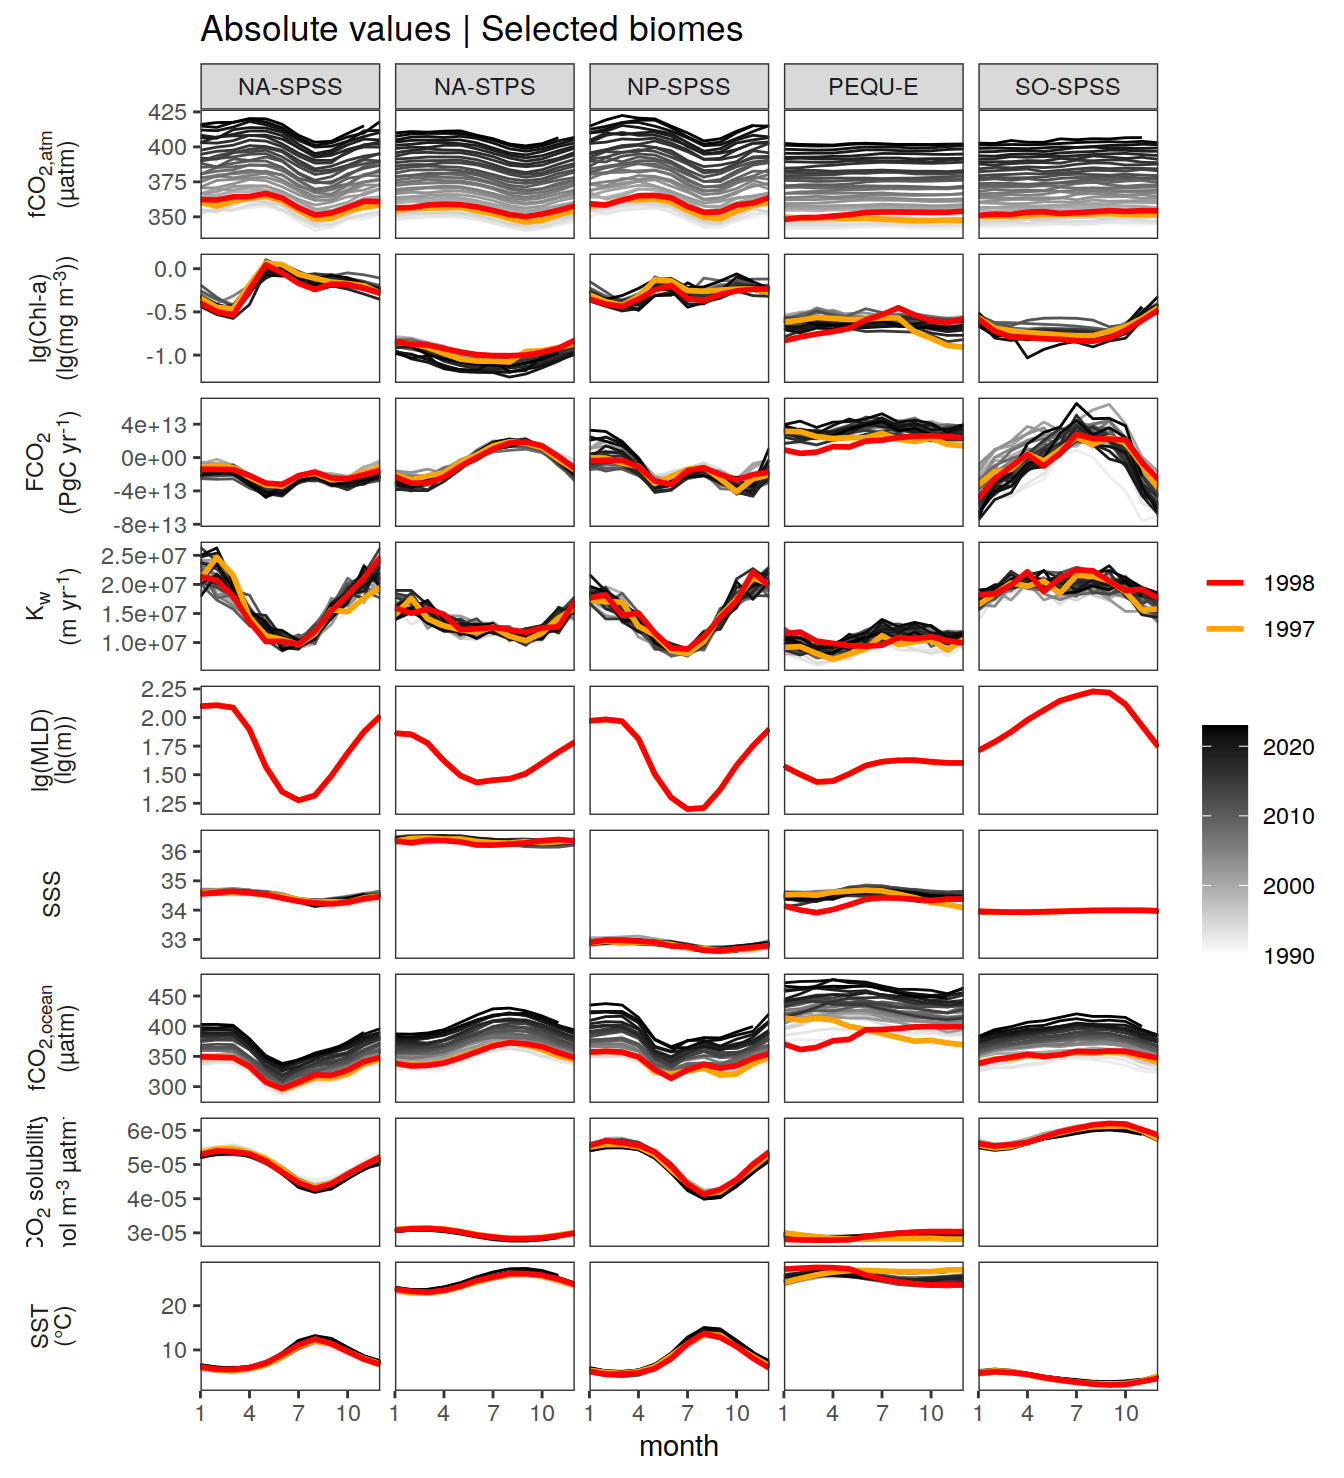 Absolute values | Selected biomes
NA-SPSS NA-STPS NP-SPSS PEQU-E SO-SPSS
fCO2,atm
(µatm)
425
400
375
350
lg(Chl-a)
(lg(mg m-3))
0.0
-0.5
-1.0
FCO2
(PgC yr-1)
4e+13
0e+00
-4e+13
-8e+13
Kw
(m yr-1)
2.5e+07
2.0e+07
1.5e+07
1.0e+07
lg(MLD)
(lg(m))
2.25
2.00
1.75
1.50
1.25
SSS
36
35
34
33
fCO2,ocean
(µatm)
450
400
350
300
CO2 solubility
nol m-3 µatm-
6e-05
5e-05
4e-05
3e-05
SST
(°C)
20
10
1 4 7 10 1 4 7 10 1 4 7 10 1 4 7 10 1 4 7 10
month
1998
1997
2020
2010
2000
1990